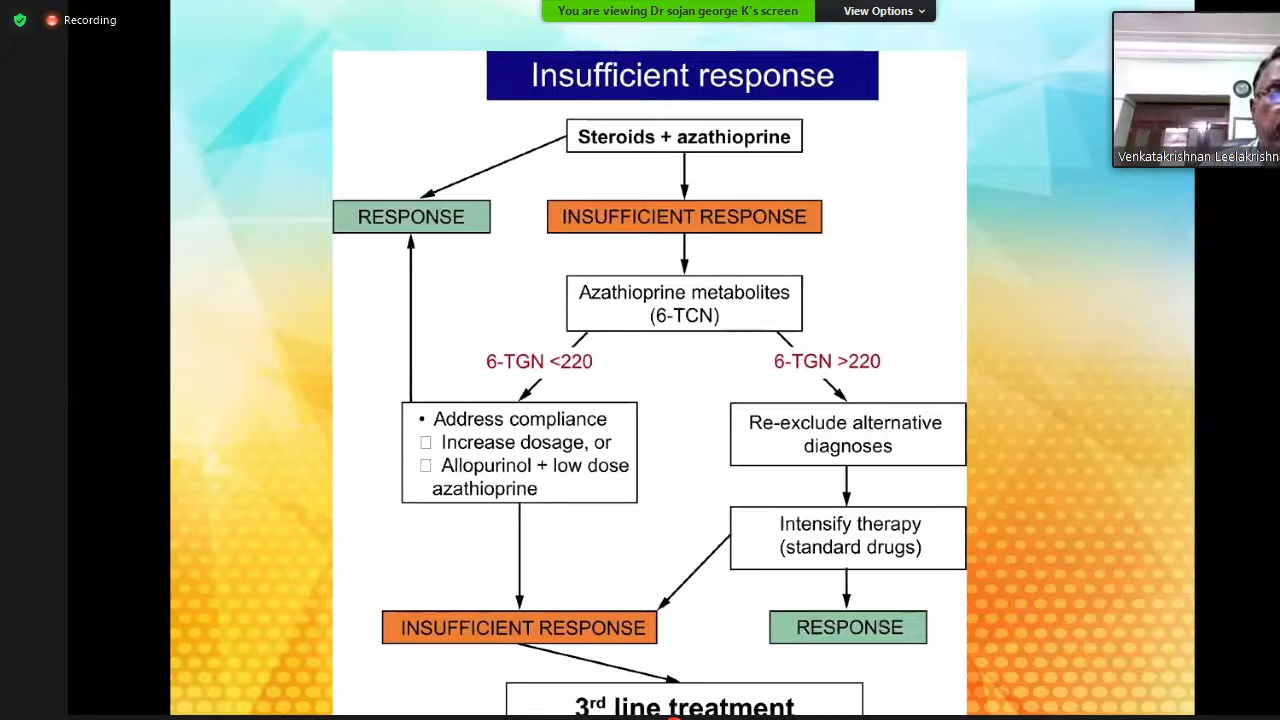 Recording
You are viewing Dr sojan george K's screen
View Options
Insufficient response
Steroids + azathioprine
RESPONSE
INSUFFICIENT RESPONSE
Azathioprine metabolites
(6-TCN)
6-TGN <220
6-TGN >220
• Address compliance
Increase dosage, or
Allopurinol + low dose
azathioprine
Re-exclude alternative
diagnoses
Intensify therapy
(standard drugs)
INSUFFICIENT RESPONSE
RESPONSE
3rd line treatment
Venkatakrishnan Leelakrishn